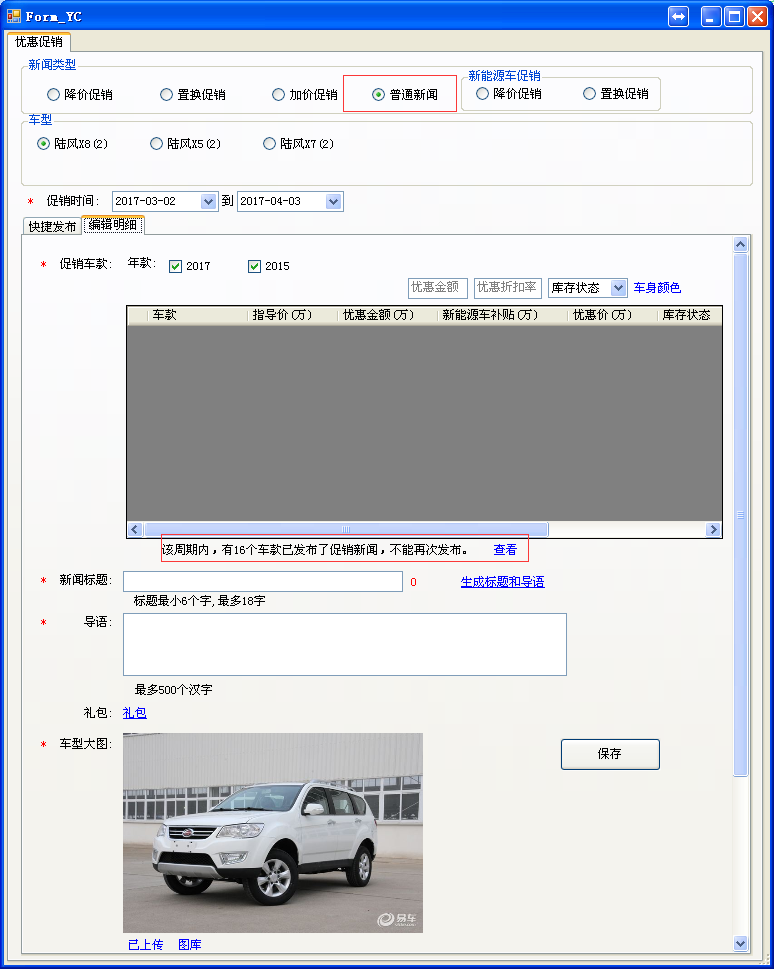 Form_YC
优惠促销
新闻类型
新能源车促销
降价促销 置换促销 加价促销 普通新闻 降价促销 置换促销
车型
陆风X8(2) 陆风X5(2) 陆风X7(2)
* 促销时间: 2017-03-02 到 2017-04-03
快捷发布 编辑明细
* 促销车款: 年款: 2017 2015
优惠金额 优惠折扣率 库存状态 车身颜色
车款 指导价(万) 优惠金额(万) 新能源车补贴(万) 优惠价(万) 库存状态
该周期内，有16个车款已发布了促销新闻，不能再次发布。 查看
* 新闻标题: 0 生成标题和导语
标题最小6个字,最多18字
* 导语:
最多500个汉字
礼包: 礼包
* 车型大图:
保存
易车
已上传 图库